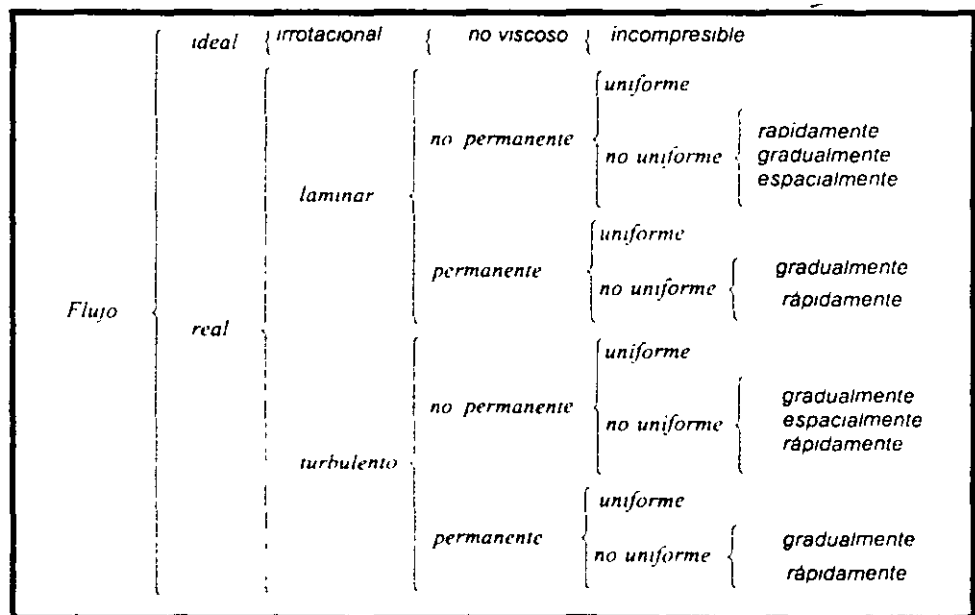 ideal irrotacional no viscoso incompresible
uniforme
no permanente
no uniforme
rapidamente
gradualmente
espacialmente
laminar
uniforme
permanente
no uniforme
gradualmente
rápidamente
Flujo
real
uniforme
no permanente
no uniforme
gradualmente
espacialmente
rápidamente
turbulento
uniforme
permanente
no uniforme
gradualmente
rápidamente